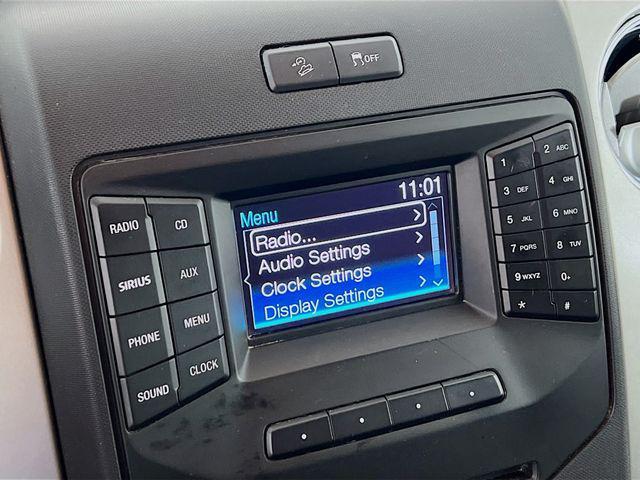 OFF
11:01
Menu
Radio...
Audio Settings
Clock Settings
Display Settings
RADIO CD
SIRIUS AUX
PHONE MENU
SOUND CLOCK
1 2 ABC
3 DEF 4 GHI
5 JKL 6 MNO
7 PQRS 8 TUV
9 WXYZ 0+
* #